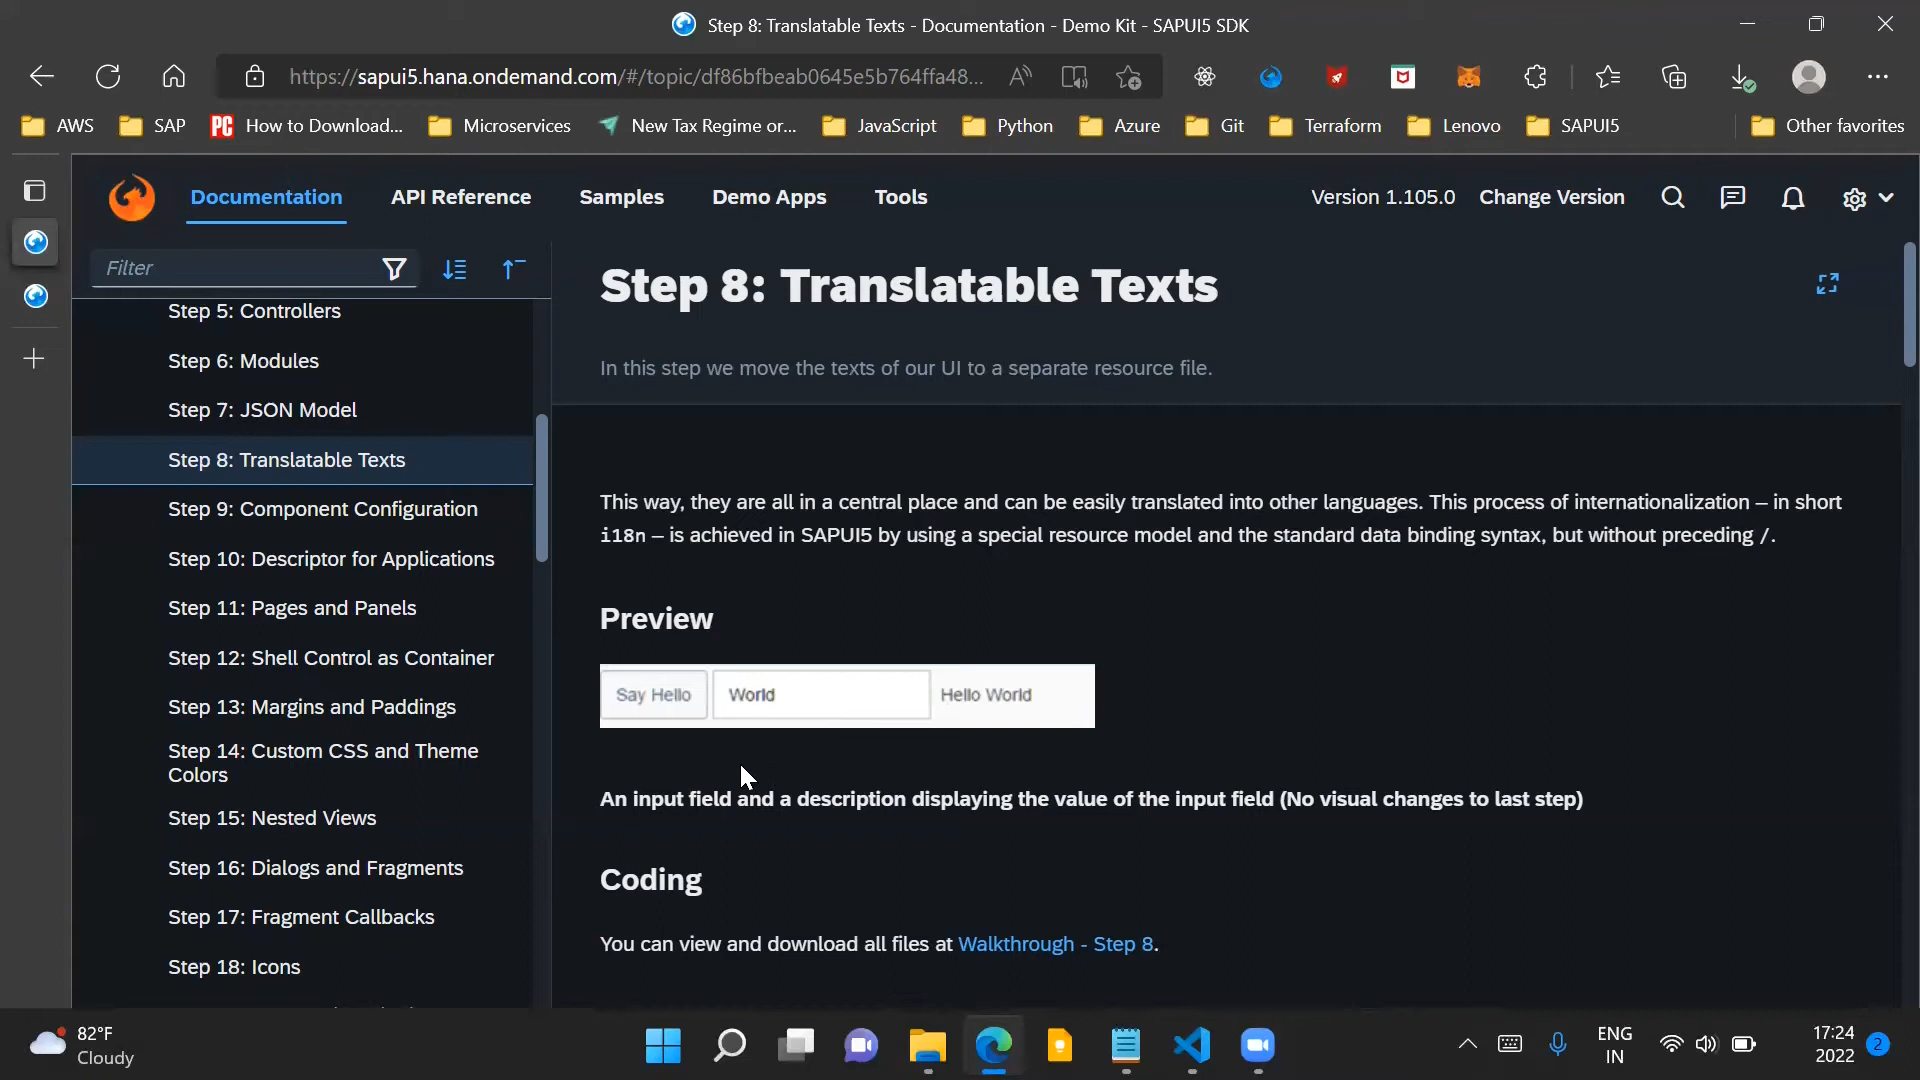 Step 8: Translatable Texts - Documentation - Demo Kit - SAPUI5 SDK
https://sapui5.hana.ondemand.com/#/topic/df86bfbeab0645e5b764ffa48...
AWS SAP How to Download... Microservices New Tax Regime or... JavaScript Python Azure Git Terraform Lenovo SAPUI5 Other favorites
Documentation API Reference Samples Demo Apps Tools Version 1.105.0 Change Version
Filter
Step 5: Controllers
Step 6: Modules
Step 7: JSON Model
Step 8: Translatable Texts
Step 9: Component Configuration
Step 10: Descriptor for Applications
Step 11: Pages and Panels
Step 12: Shell Control as Container
Step 13: Margins and Paddings
Step 14: Custom CSS and Theme
Colors
Step 15: Nested Views
Step 16: Dialogs and Fragments
Step 17: Fragment Callbacks
Step 18: Icons
Step 8: Translatable Texts
In this step we move the texts of our UI to a separate resource file.
This way, they are all in a central place and can be easily translated into other languages. This process of internationalization – in short
i18n – is achieved in SAPUI5 by using a special resource model and the standard data binding syntax, but without preceding /.
Preview
Say Hello World Hello World
An input field and a description displaying the value of the input field (No visual changes to last step)
Coding
You can view and download all files at Walkthrough - Step 8.
82°F
Cloudy
ENG
IN
17:24
2022
2